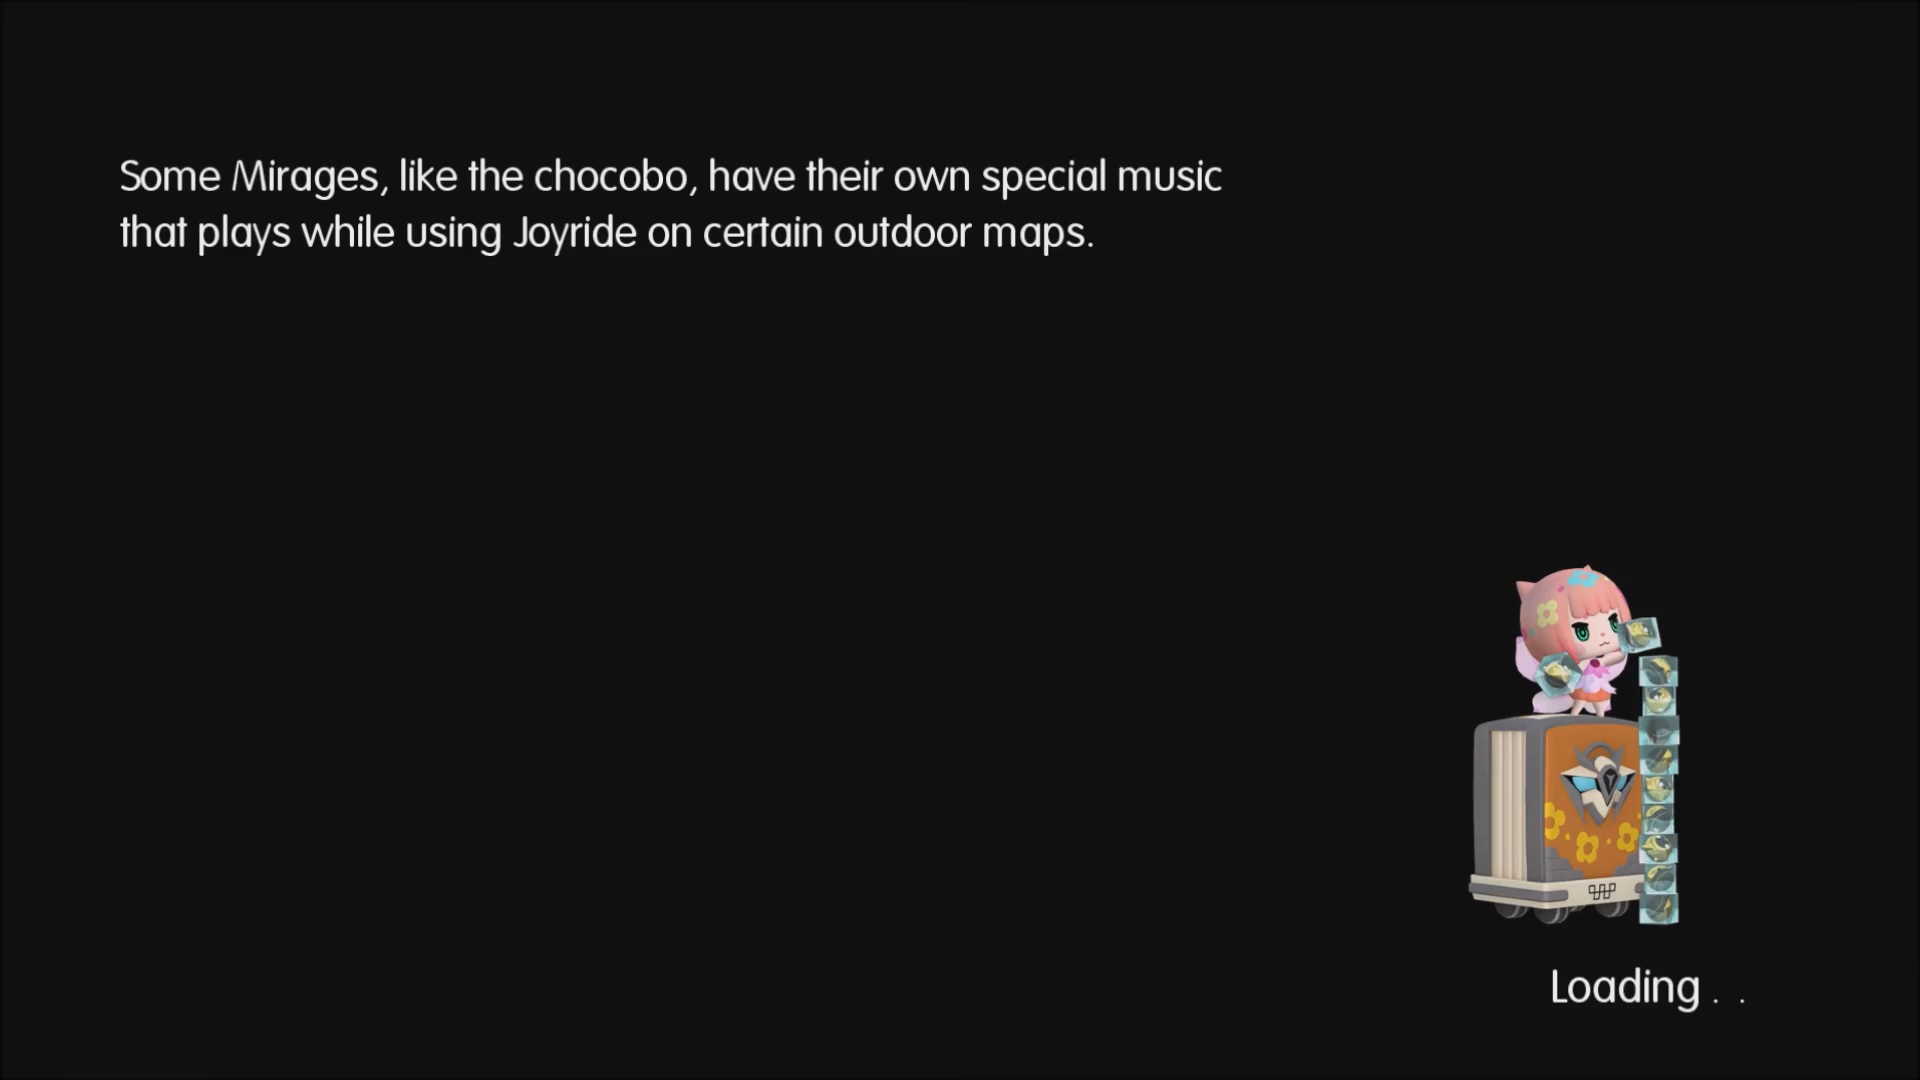 Some Mirages, like the chocobo, have their own special music
that plays while using Joyride on certain outdoor maps.
Loading . .